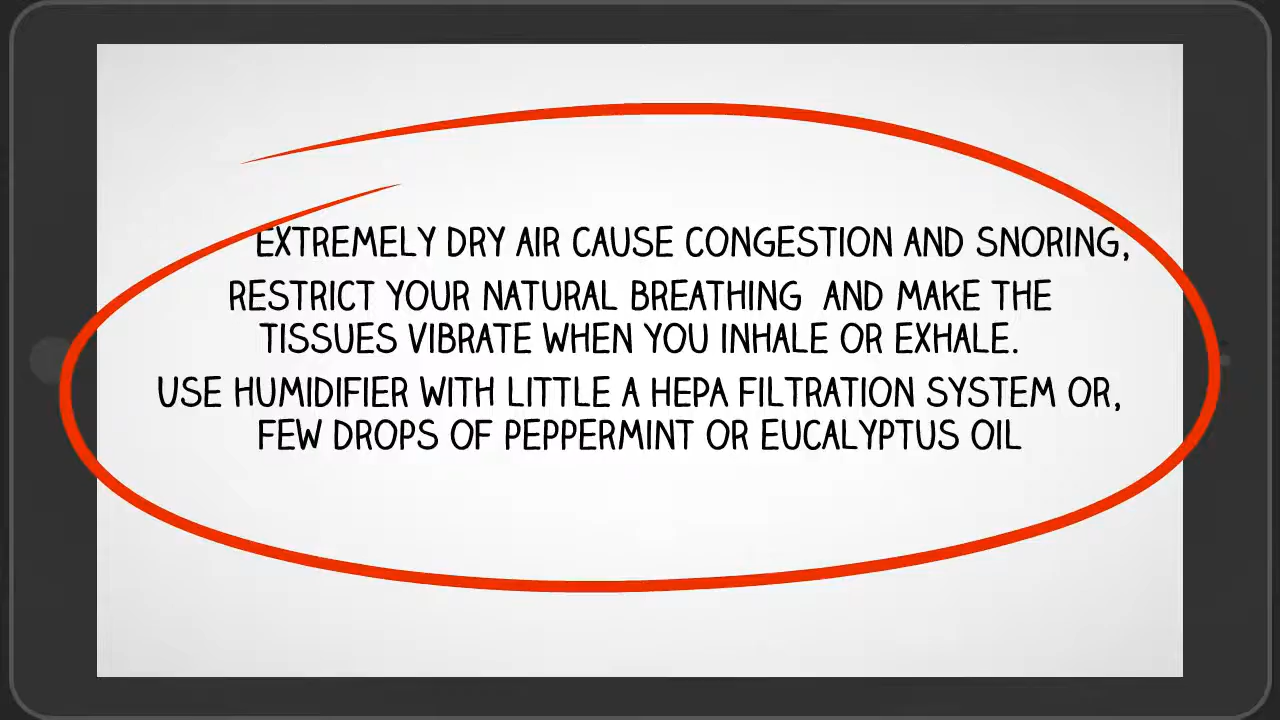 EXTREMELY DRY AIR CAUSE CONGESTION AND SNORING,
RESTRICT YOUR NATURAL BREATHING AND MAKE THE
TISSUES VIBRATE WHEN YOU INHALE OR EXHALE.
USE HUMIDIFIER WITH LITTLE A HEPA FILTRATION SYSTEM OR,
FEW DROPS OF PEPPERMINT OR EUCALYPTUS OIL